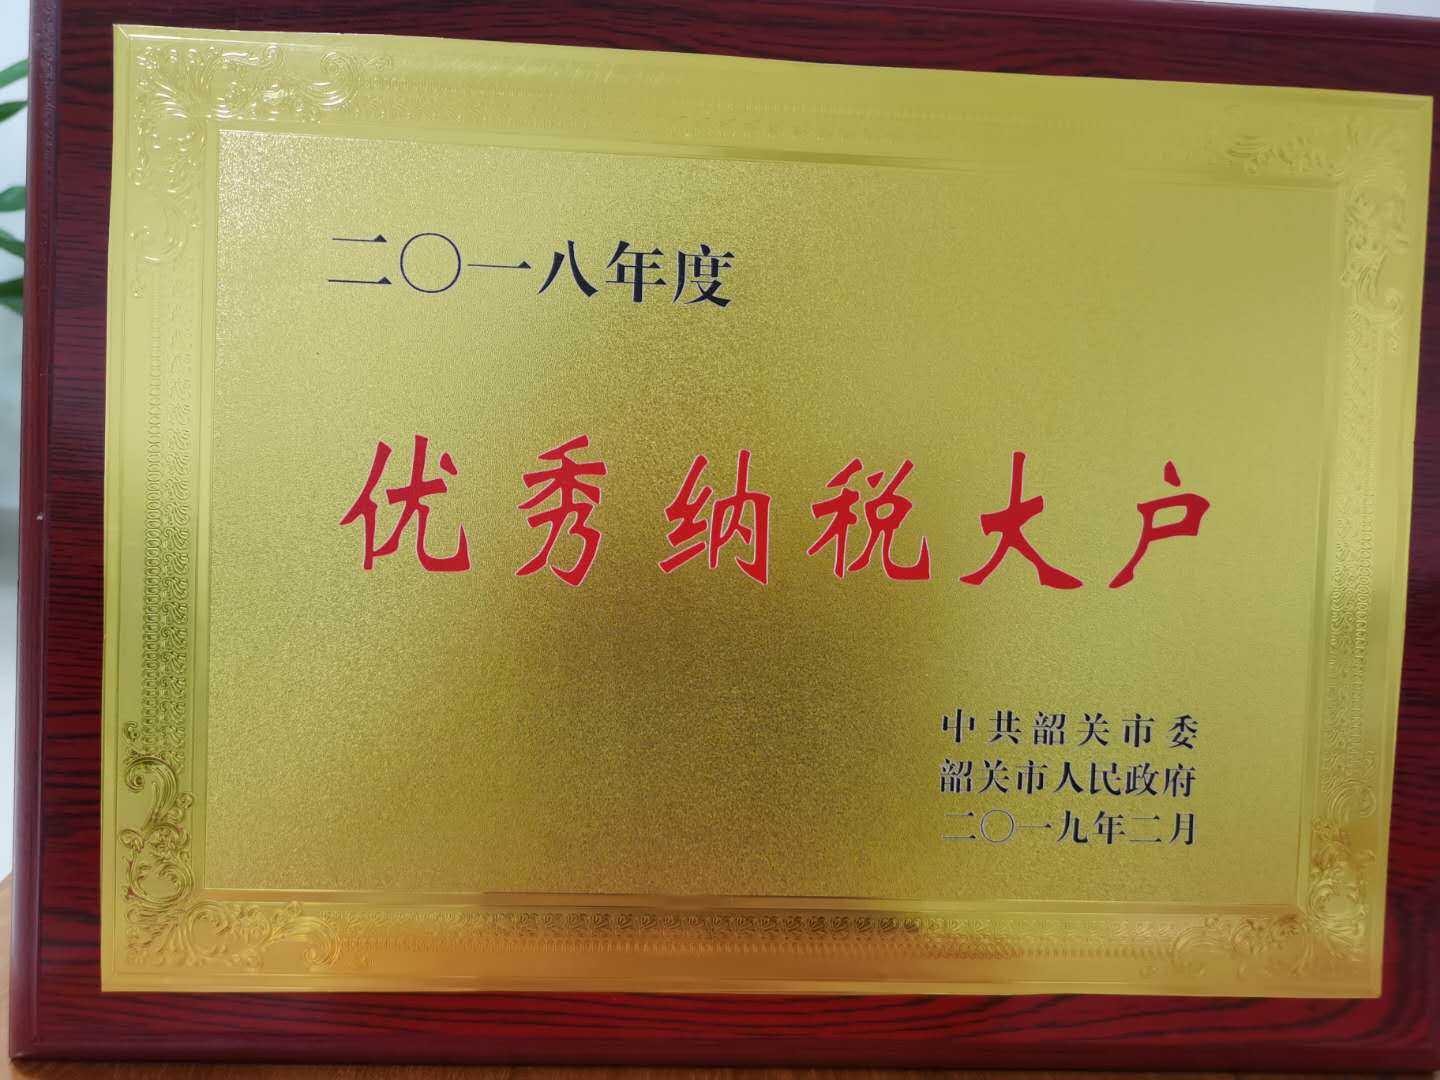 二〇一八年度
优秀纳税大户
中共韶关市委
韶关市人民政府
二〇一九年二月